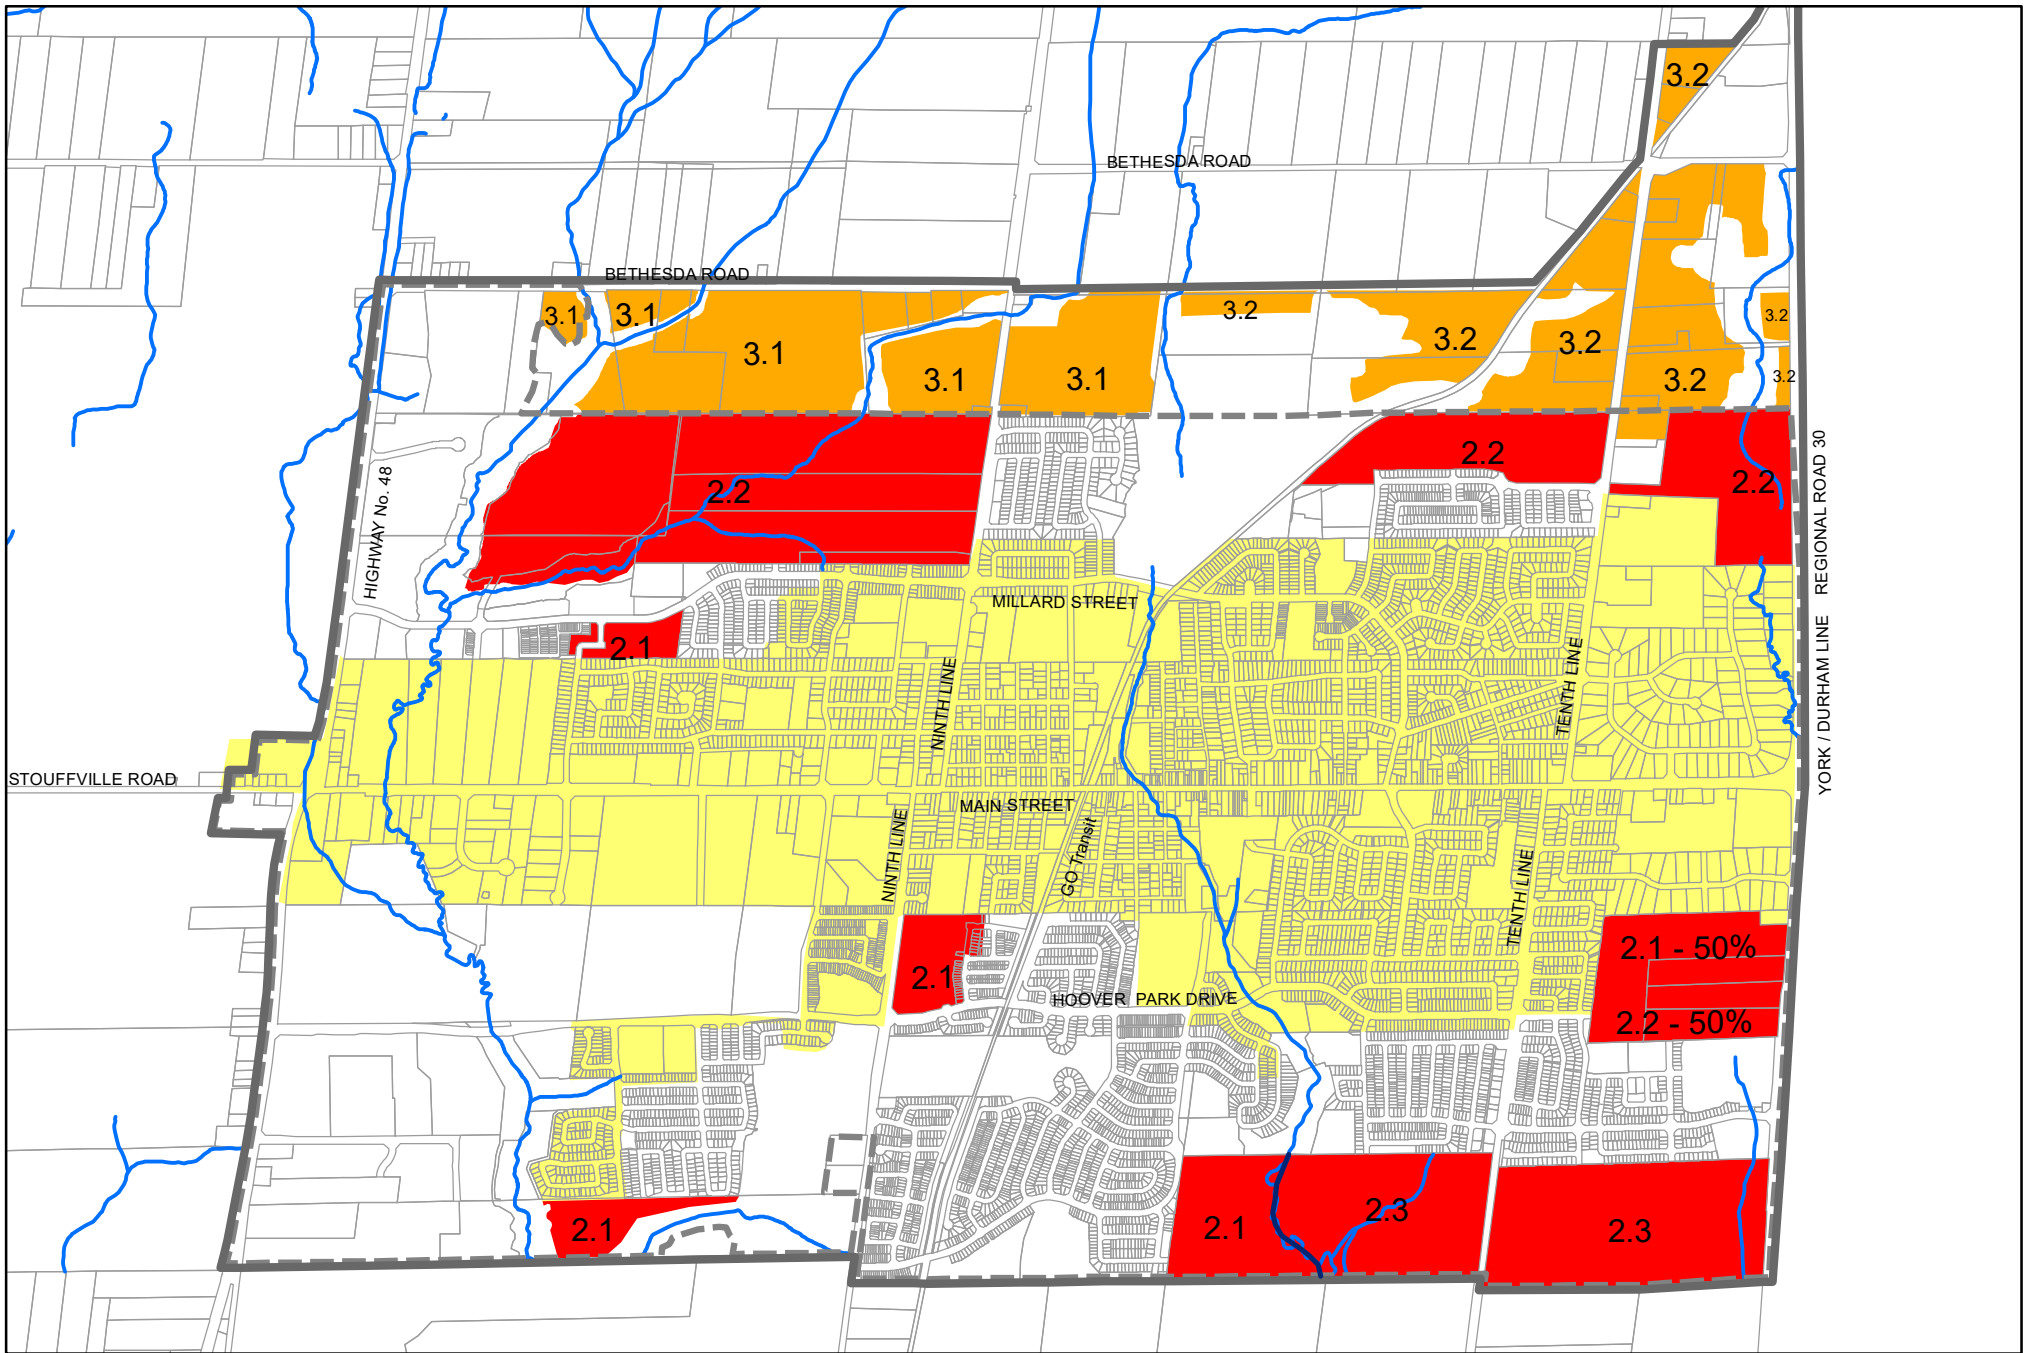 3.2
BETHESDA ROAD
BETHESDA ROAD
3.1
3.1
3.2
3.2
3.1
3.2
3.2
3.1
3.1
3.2
3.2
2.2
2.2
2.2
HIGHWAY No. 48
MILLARD STREET
2.1
NINTH LINE
TENTH LINE
YORK / DURHAM LINE REGIONAL ROAD 30
STOUFFVILLE ROAD
MAIN STREET
NINTH LINE
GO Transit
TENTH LINE
2.1
2.1 - 50%
HOOVER PARK DRIVE
2.2 - 50%
2.1
2.1
2.3
2.3